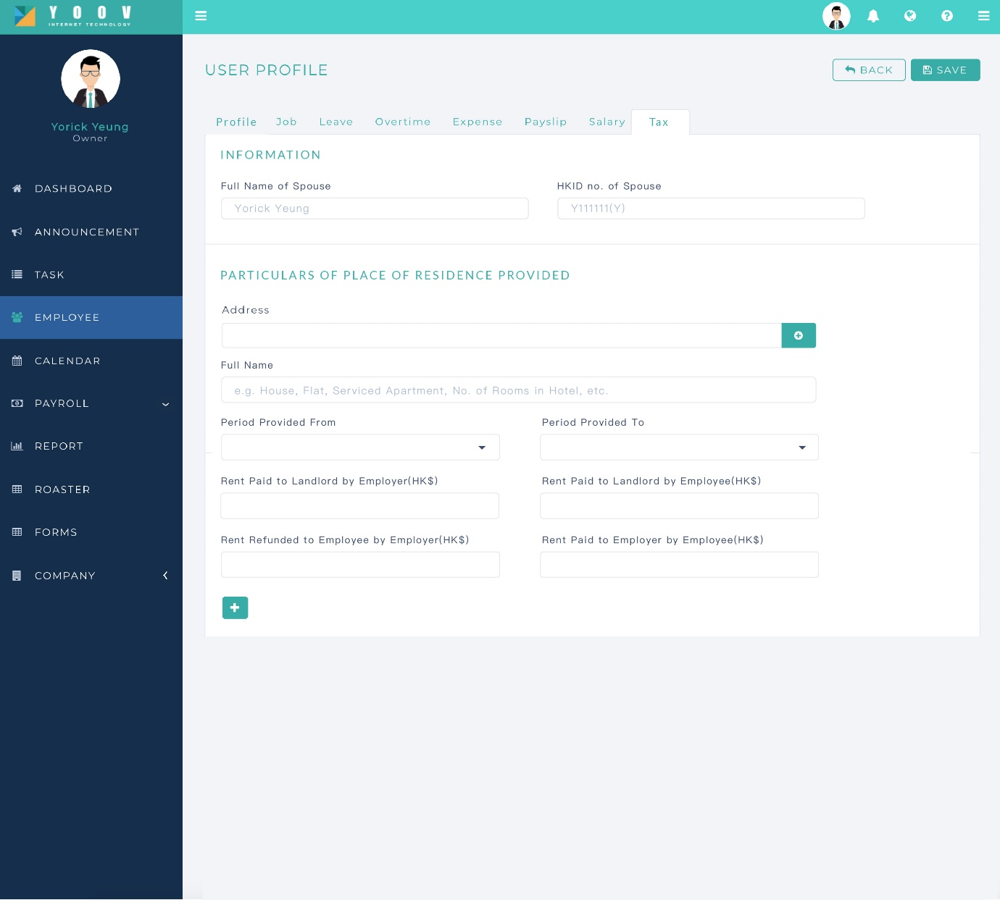 YOOV
INTERNET TECHNOLOGY
Yorick Yeung
Owner
DASHBOARD
ANNOUNCEMENT
TASK
EMPLOYEE
CALENDAR
PAYROLL
REPORT
ROASTER
FORMS
COMPANY
USER PROFILE
BACK SAVE
Profile Job Leave Overtime Expense Payslip Salary Tax
INFORMATION
Full Name of Spouse HKID no. of Spouse
Yorick Yeung Y111111(Y)
PARTICULARS OF PLACE OF RESIDENCE PROVIDED
Address
Full Name
e.g. House, Flat, Serviced Apartment, No. of Rooms in Hotel, etc.
Period Provided From Period Provided To
Rent Paid to Landlord by Employer(HK$) Rent Paid to Landlord by Employee(HK$)
Rent Refunded to Employee by Employer(HK$) Rent Paid to Employer by Employee(HK$)